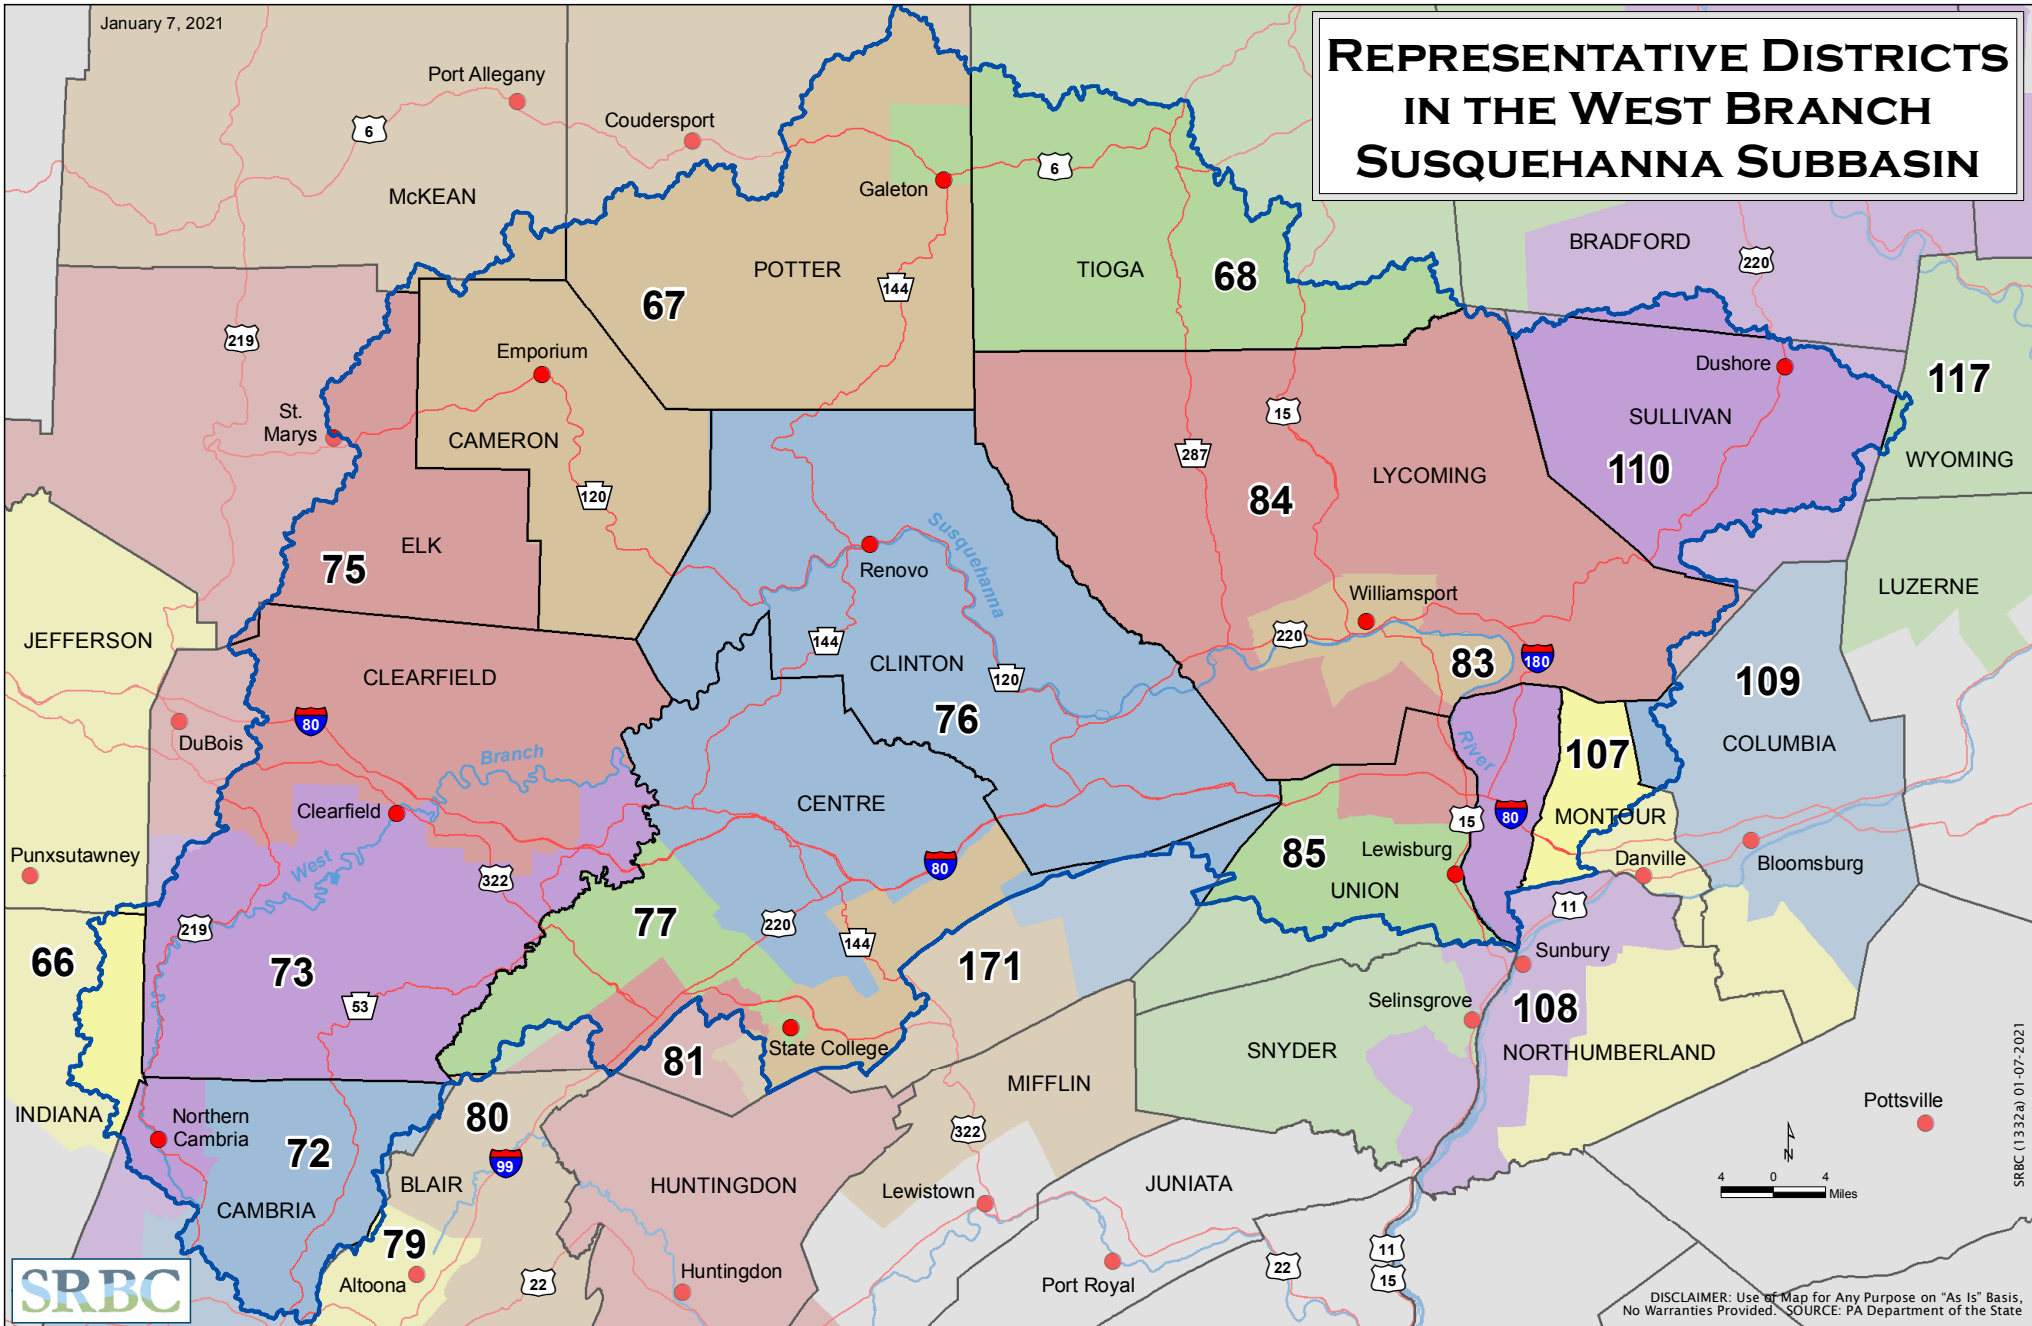 January 7, 2021
REPRESENTATIVE DISTRICTS
IN THE WEST BRANCH
SUSQUEHANNA SUBBASIN
Port Allegany
6
Coudersport
McKEAN
Galeton
6
BRADFORD
220
POTTER
TIOGA
68
144
67
219
Emporium
Dushore
117
St.
Marys
15
SULLIVAN
CAMERON
287
LYCOMING
110
WYOMING
120
84
Susquehanna
ELK
75
Renovo
LUZERNE
Williamsport
JEFFERSON
144
220
CLINTON
83
180
CLEARFIELD
120
109
80
76
DuBois
Branch
River
107
COLUMBIA
Clearfield
CENTRE
15
80
MONTOUR
Punxsutawney
West
322
80
85
Lewisburg
Danville
Bloomsburg
UNION
11
219
77
220
144
66
73
171
Sunbury
53
Selinsgrove
108
State College
81
SNYDER
NORTHUMBERLAND
MIFFLIN
INDIANA
Northern
Cambria
80
322
Pottsville
72
99
N
4 0 4
Miles
BLAIR
HUNTINGDON
Lewistown
JUNIATA
CAMBRIA
79
11
15
Altoona
22
Huntingdon
Port Royal
22
SRBC
SRBC (1332a) 01-07-2021
DISCLAIMER: Use of Map for Any Purpose on "As Is" Basis,
No Warranties Provided. SOURCE: PA Department of the State